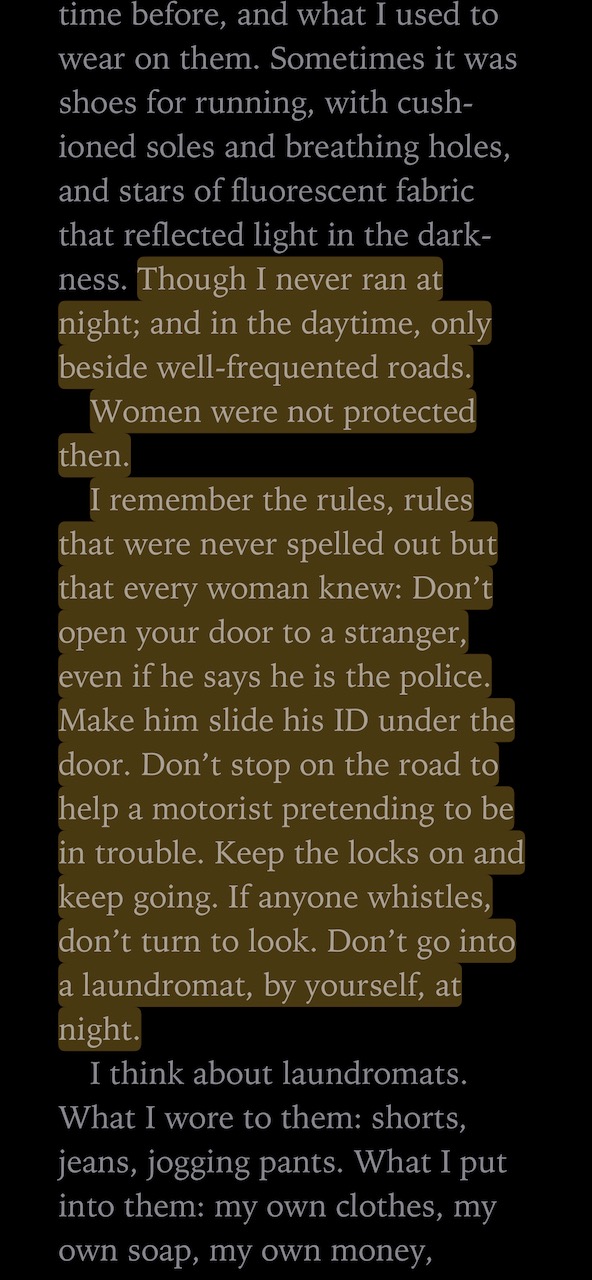 time before, and what I used to
wear on them. Sometimes it was
shoes for running, with cush-
ioned soles and breathing holes,
and stars of fluorescent fabric
that reflected light in the dark-
ness. Though I never ran at
night; and in the daytime, only
beside well-frequented roads.
Women were not protected
then.
I remember the rules, rules
that were never spelled out but
that every woman knew: Don’t
open your door to a stranger,
even if he says he is the police.
Make him slide his ID under the
door. Don’t stop on the road to
help a motorist pretending to be
in trouble. Keep the locks on and
keep going. If anyone whistles,
don’t turn to look. Don’t go into
a laundromat, by yourself, at
night.
I think about laundromats.
What I wore to them: shorts,
jeans, jogging pants. What I put
into them: my own clothes, my
own soap, my own money,